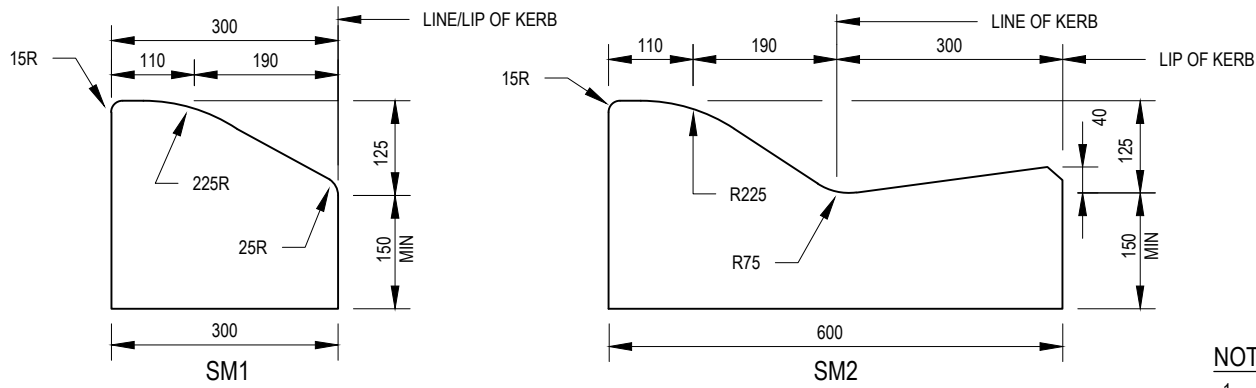 LINE/LIP OF KERB
300
110
190
15R
225R
25R
125
150
MIN
300
SM1
LINE OF KERB
LIP OF KERB
110
190
300
15R
R225
R75
40
125
150
MIN
600
SM2
NOT
1